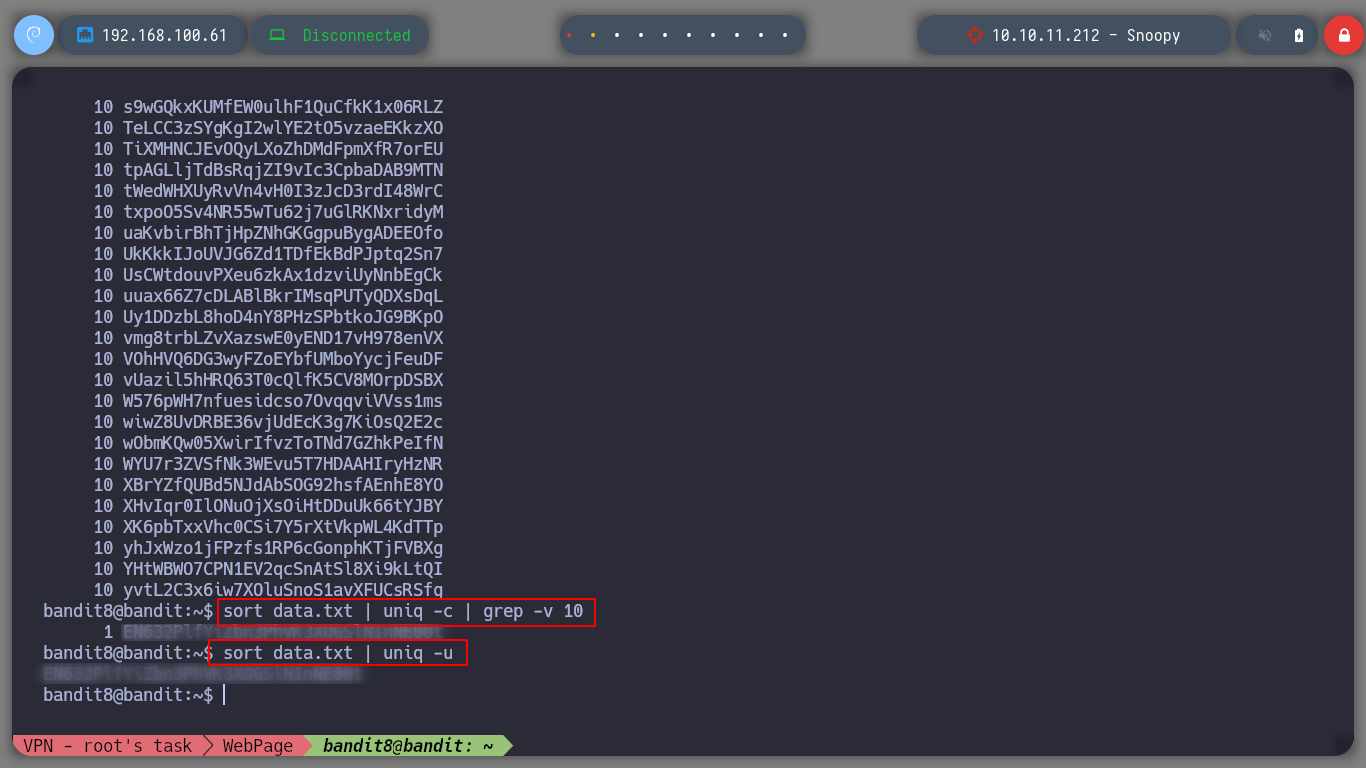 192.168.100.61
Disconnected
10.10.11.212 - Snoopy
10 s9wGQkxKUMfEW0ulhF1QuCfkK1x06RLZ
10 TeLCC3zSYgKgI2wlYE2tO5vzaeEKkzXO
10 TiXMHNCJEvOQyLXoZhDMdFpmXfR7orEU
10 tpAGLljTdBsRqjZI9vIc3CpbaDAB9MTN
10 tWedWHXUyRvVn4vH0I3zJcD3rdI48WrC
10 txpoO5Sv4NR55wTu62j7uGlRKNxridyM
10 uaKvbirBhTjHpZNhGKGgpuBygADEEOfo
10 UkKkkIJoUVJG6Zd1TDfEkBdPJptq2Sn7
10 UsCWtdouvPXeu6zkAx1dzviUyNnbEgCk
10 uuax66Z7cDLABlBkrIMsqPUTyQDXsDqL
10 Uy1DDzbL8hoD4nY8PHzSPbtkoJG9BKpO
10 vmg8trbLZvXazswE0yEND17vH978enVX
10 VOhHVQ6DG3wyFZoEYbfUMboYycjFeuDF
10 vUazil5hHRQ63T0cQlfK5CV8MOrpDSBX
10 W576pWH7nfuesidcso7OvqqviVVss1ms
10 wiwZ8UvDRBE36vjUdEcK3g7KiOsQ2E2c
10 wObmKQw05XwirIfvzToTNd7GZhkPeIfN
10 WYU7r3ZVSfNk3WEvu5T7HDAAHIryHzNR
10 XBrYZfQUBd5NJdAbSOG92hsfAEnhE8YO
10 XHvIqr0IlONuOjXsOiHtDDuUk66tYJBY
10 XK6pbTxxVhc0CSi7Y5rXtVkpWL4KdTTp
10 yhJxWzo1jFPzfs1RP6cGonphKTjFVBXg
10 YHtWBWO7CPN1EV2qcSnAtSl8Xi9kLtQI
10 yvtL2C3x6iw7XOluSnoS1avXFUCsRSfq
bandit8@bandit:~$ sort data.txt | uniq -c | grep -v 10
1
bandit8@bandit:~$ sort data.txt | uniq -u
bandit8@bandit:~$
VPN - root's task
WebPage
bandit8@bandit: ~